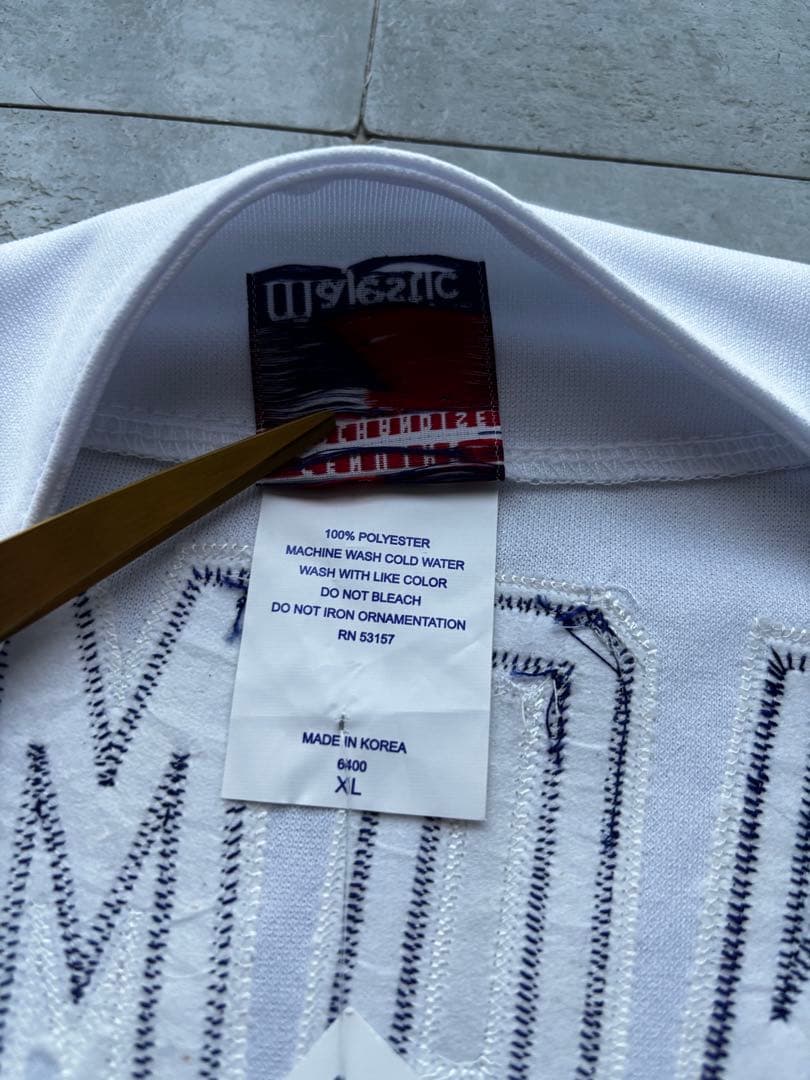 Majestic
100% POLYESTER
MACHINE WASH COLD WATER
WASH WITH LIKE COLOR
DO NOT BLEACH
DO NOT IRON ORNAMENTATION
RN 53157
MADE IN KOREA
6400
XL